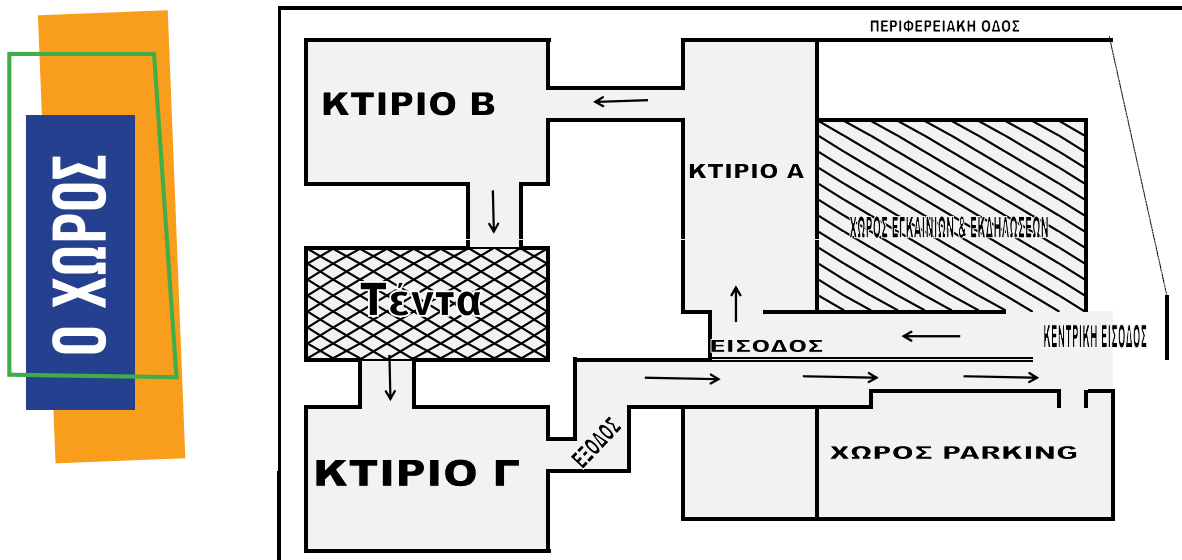 Ο ΧΩΡΟΣ
ΠΕΡΙΦΕΡΕΙΑΚΗ ΟΔΟΣ
ΚΤΙΡΙΟ Β
ΚΤΙΡΙΟ Α
ΧΩΡΟΣ ΕΓΚΑΙΝΙΩΝ & ΕΚΔΗΛΩΣΕΩΝ
Τέντα
ΕΙΣΟΔΟΣ
ΚΕΝΤΡΙΚΗ ΕΙΣΟΔΟΣ
ΕΞΟΔΟΣ
ΚΤΙΡΙΟ Γ
ΧΩΡΟΣ PARKING